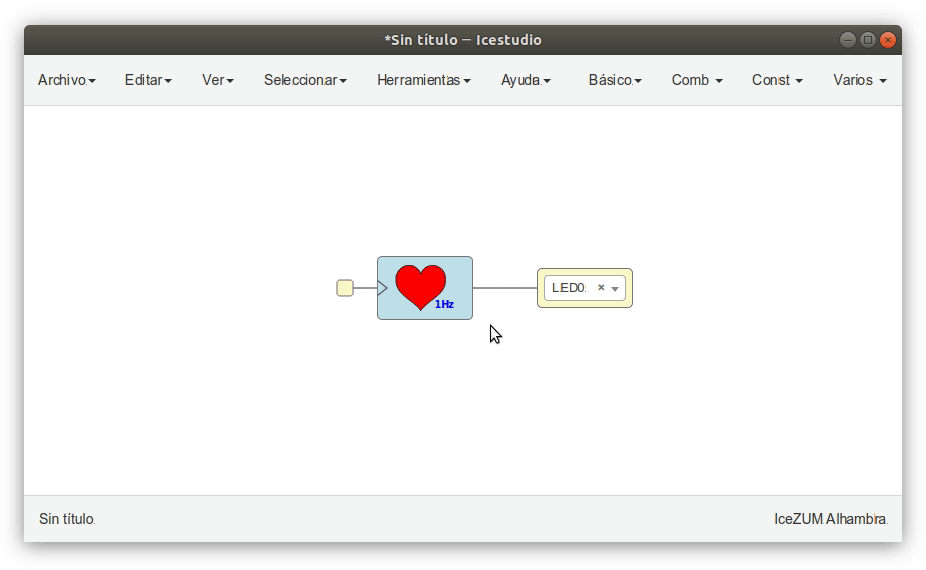 *Sin título — Icestudio
Archivo Editar Ver Seleccionar Herramientas Ayuda Básico Comb Const Varios
1Hz
LED0
Sin título
IceZUM Alhambra